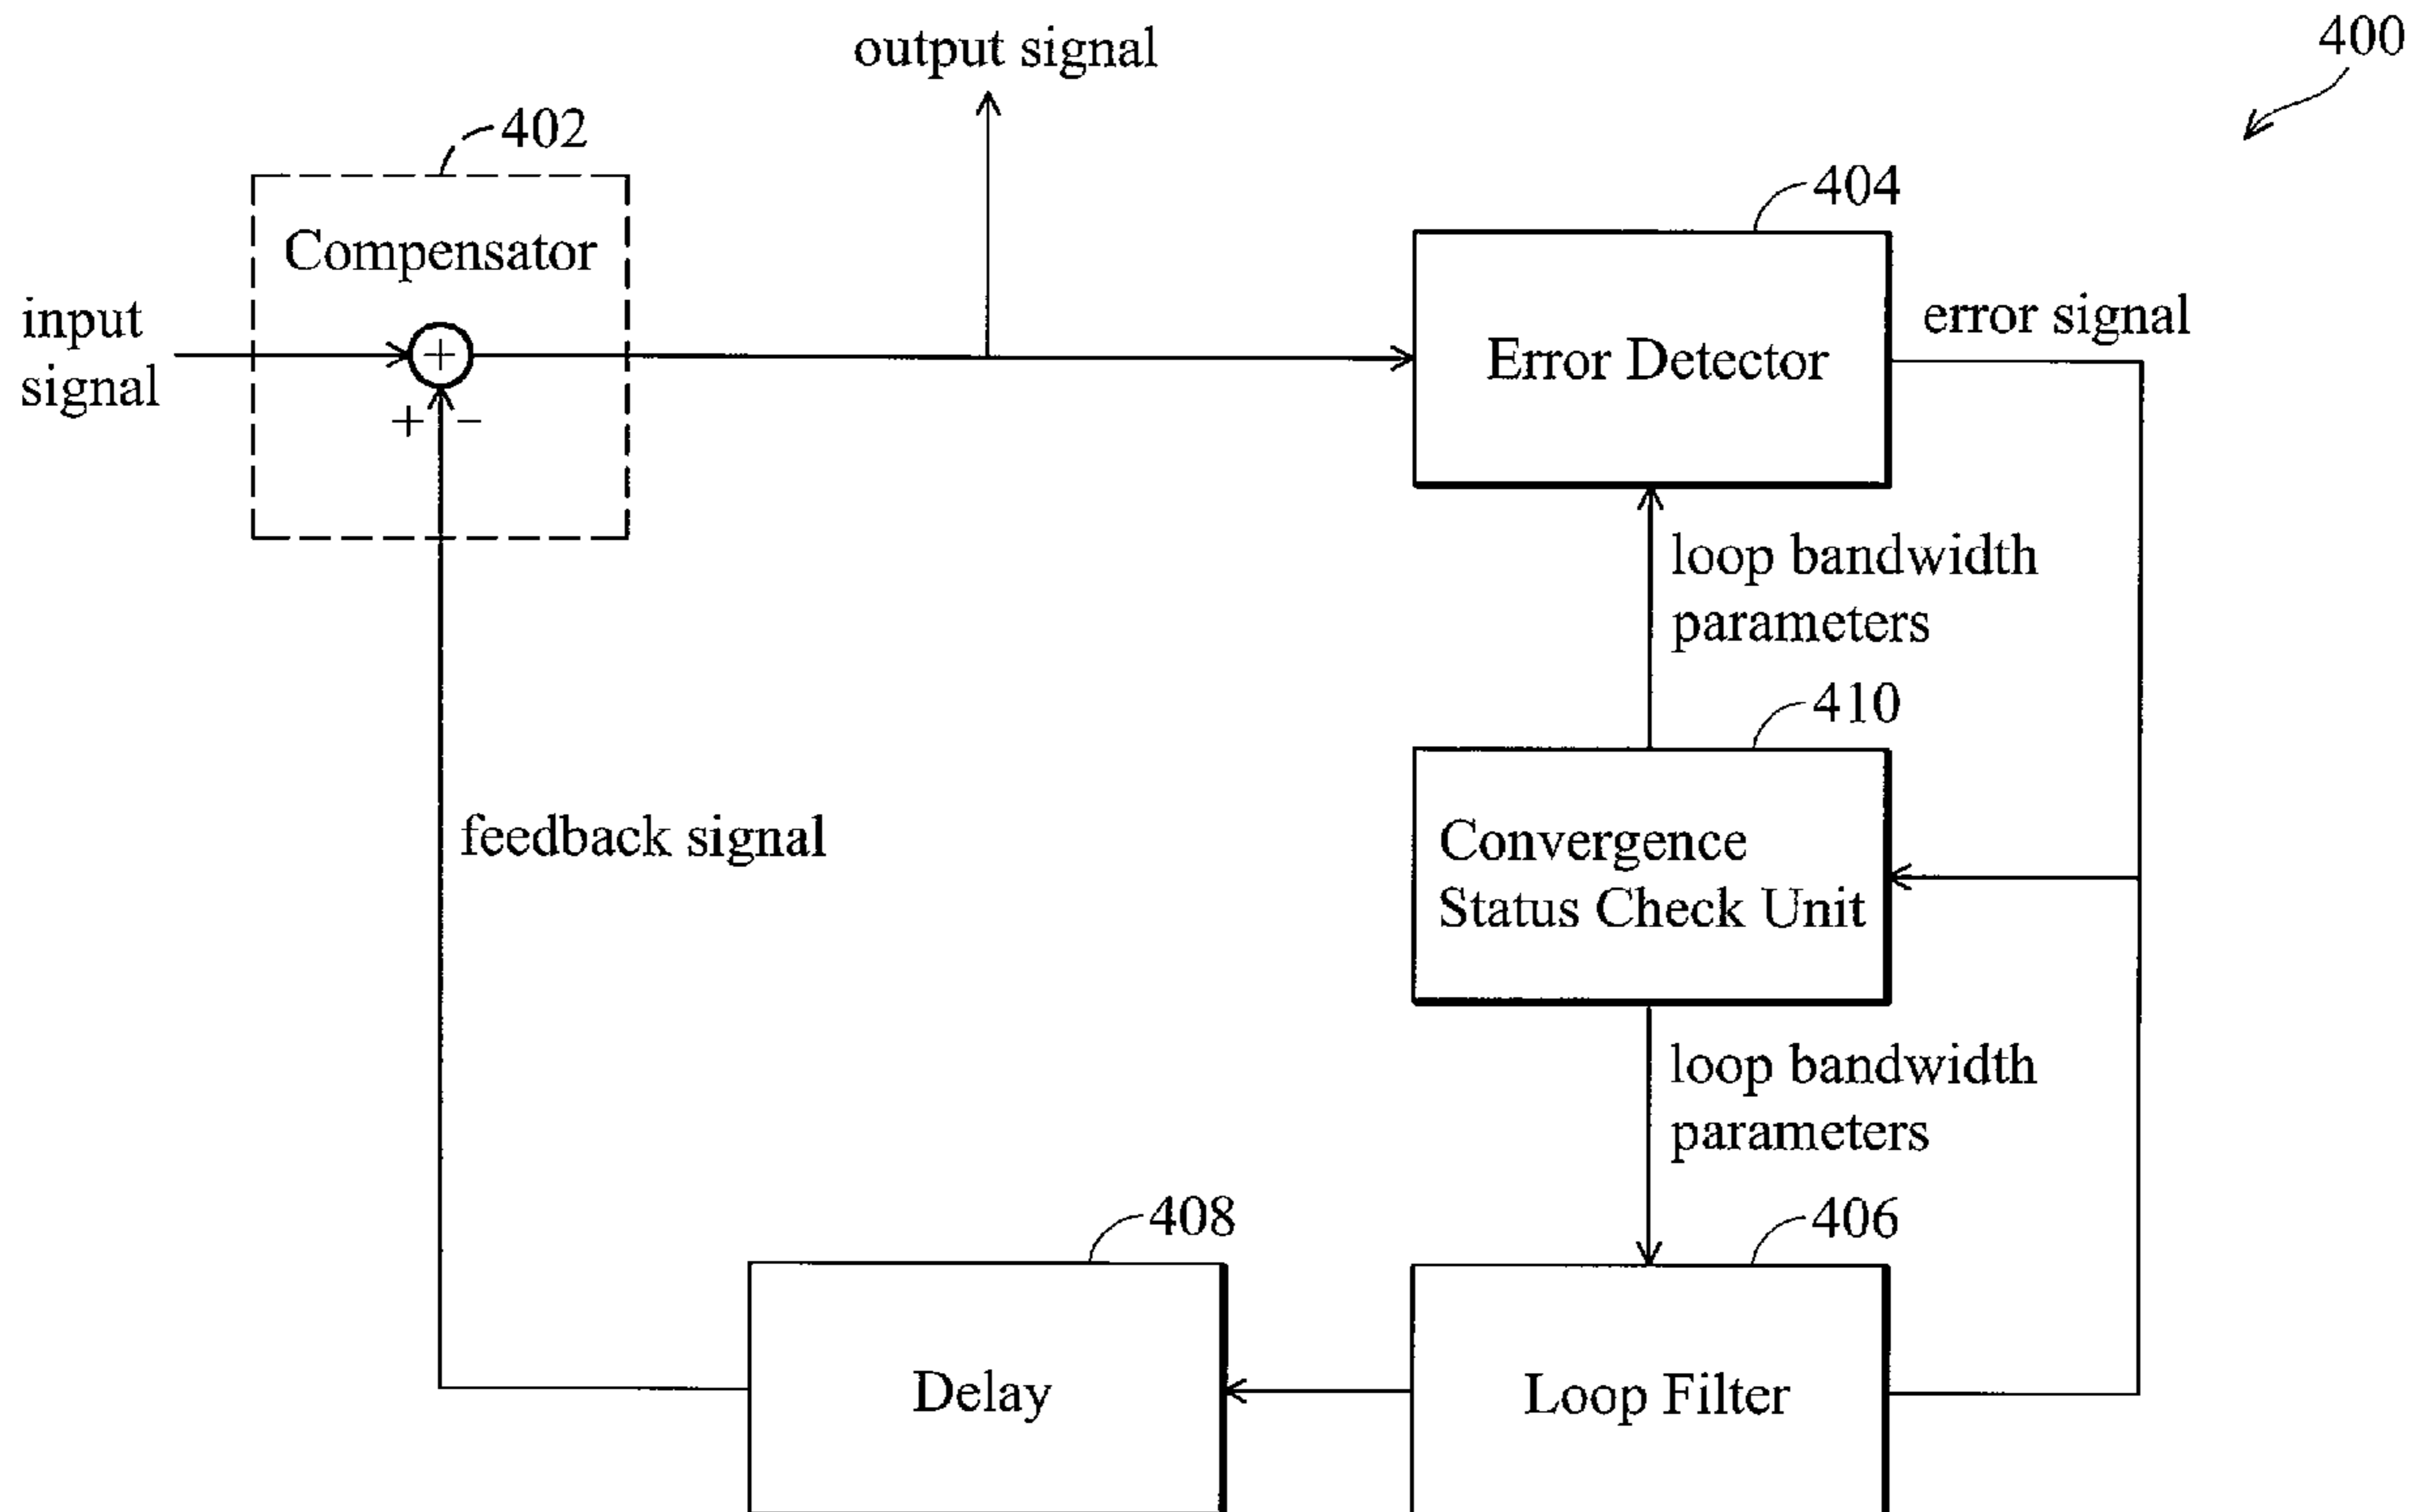 output signal
400
402
Compensator
input
signal
+
+ -
404
Error Detector
error signal
loop bandwidth
parameters
410
Convergence
Status Check Unit
feedback signal
loop bandwidth
parameters
408
Delay
406
Loop Filter